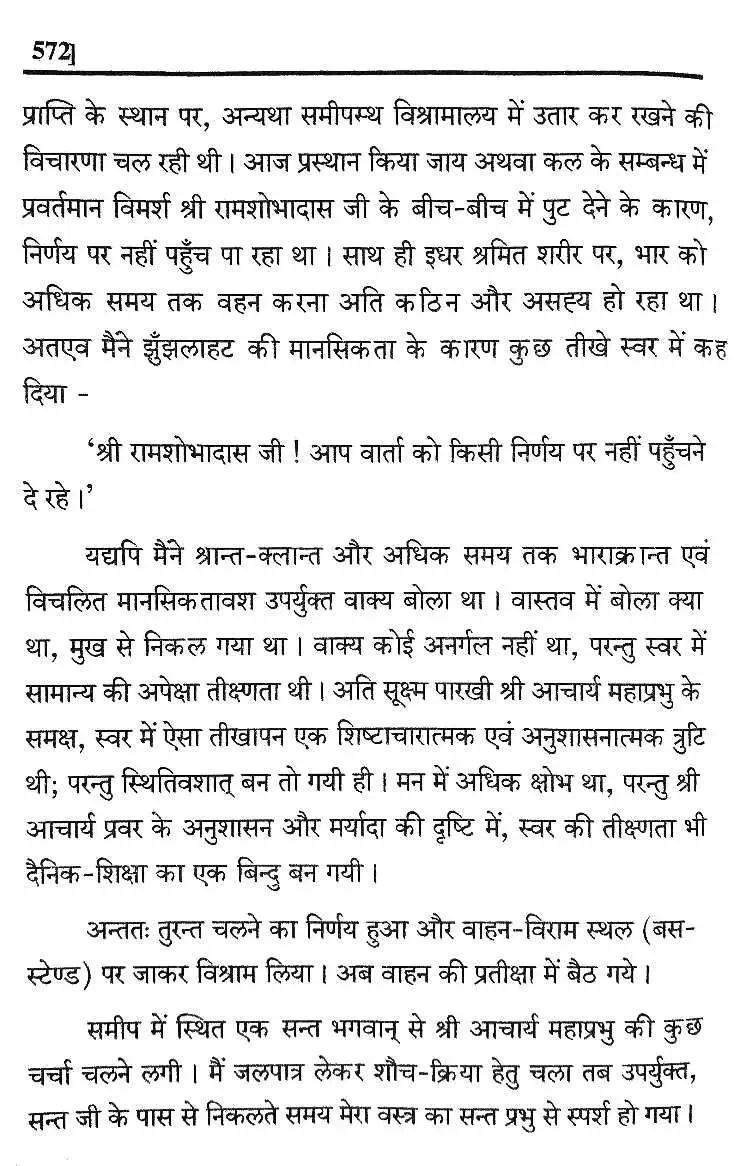 572]
प्राप्ति के स्थान पर, अन्यथा समीपस्थ विश्रामालय में उतार कर रखने की
विचारणा चल रही थी । आज प्रस्थान किया जाय अथवा कल के सम्बन्ध में
प्रवर्तमान विमर्श श्री रामशोभादास जी के बीच-बीच में पुट देने के कारण,
निर्णय पर नहीं पहुँच पा रहा था । साथ ही इधर श्रमित शरीर पर, भार को
अधिक समय तक वहन करना अति कठिन और असह्य हो रहा था ।
अतएव मैंने झुँझलाहट की मानसिकता के कारण कुछ तीखे स्वर में कह
दिया -
‘श्री रामशोभादास जी ! आप वार्ता को किसी निर्णय पर नहीं पहुँचने
दे रहे ।’
यद्यपि मैंने श्रान्त-क्लान्त और अधिक समय तक भाराक्रान्त एवं
विचलित मानसिकतावश उपर्युक्त वाक्य बोला था । वास्तव में बोला क्या
था, मुख से निकल गया था । वाक्य कोई अनर्गल नहीं था, परन्तु स्वर में
सामान्य की अपेक्षा तीक्ष्णता थी । अति सूक्ष्म पारखी श्री आचार्य महाप्रभु के
समक्ष, स्वर में ऐसा तीखापन एक शिष्टाचारात्मक एवं अनुशासनात्मक त्रुटि
थी; परन्तु स्थितिवशात् बन तो गयी ही । मन में अधिक क्षोभ था, परन्तु श्री
आचार्य प्रवर के अनुशासन और मर्यादा की दृष्टि में, स्वर की तीक्ष्णता भी
दैनिक-शिक्षा का एक बिन्दु बन गयी ।
अन्ततः तुरन्त चलने का निर्णय हुआ और वाहन-विराम स्थल (बस-
स्टेण्ड) पर जाकर विश्राम लिया । अब वाहन की प्रतीक्षा में बैठ गये ।
समीप में स्थित एक सन्त भगवान् से श्री आचार्य महाप्रभु की कुछ
चर्चा चलने लगी । मैं जलपात्र लेकर शौच-क्रिया हेतु चला तब उपर्युक्त,
सन्त जी के पास से निकलते समय मेरा वस्त्र का सन्त प्रभु से स्पर्श हो गया ।